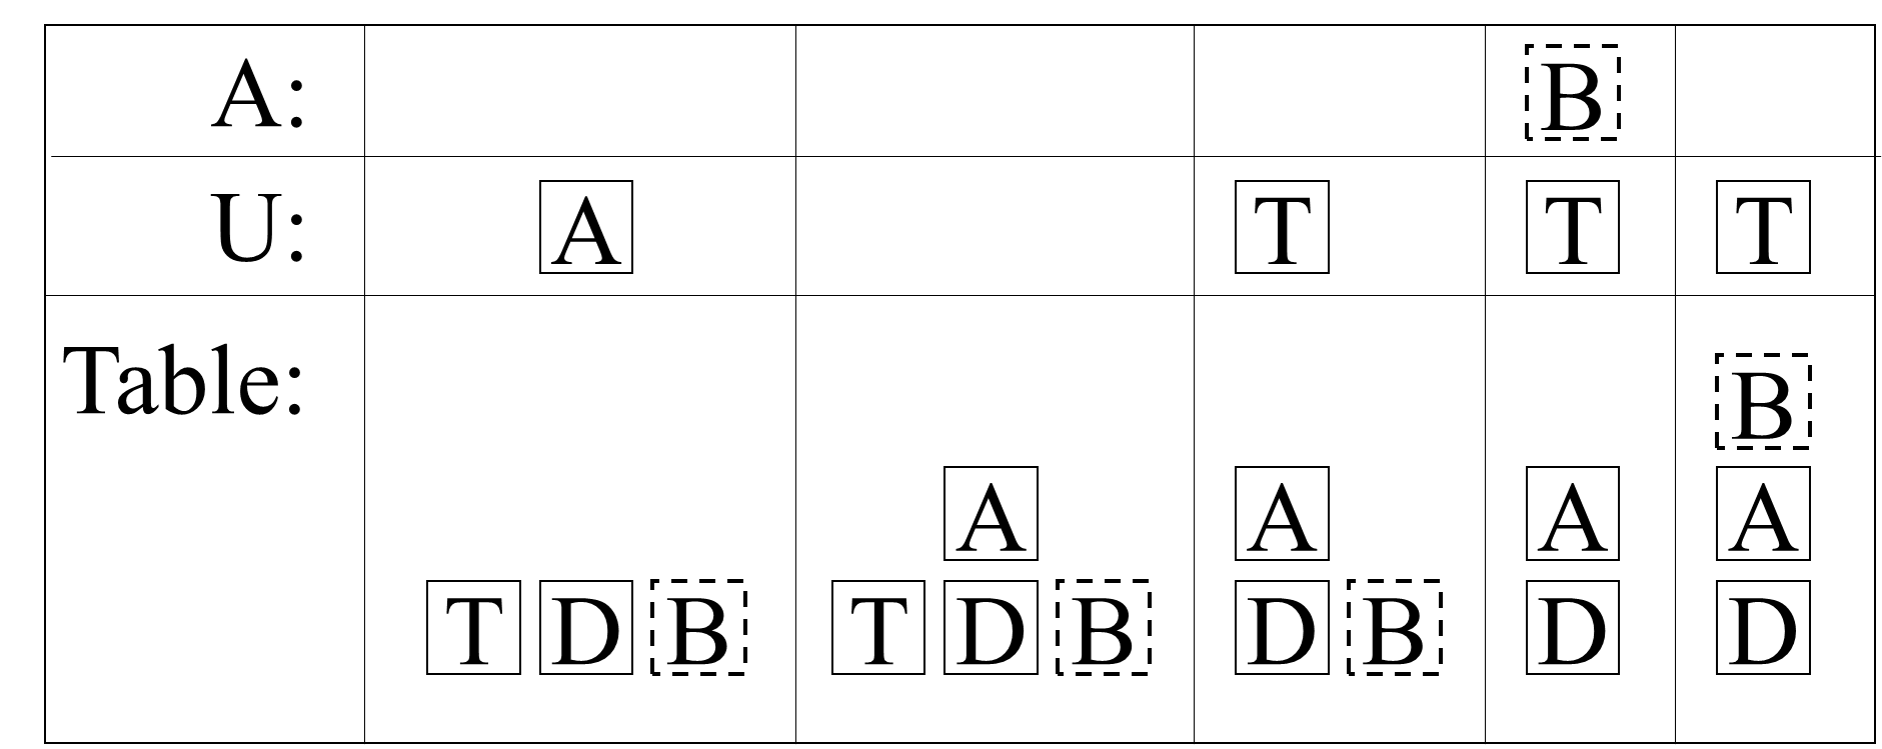 A: B
U: A T T T
Table:
B
A A A A
T D B T D B D B D D